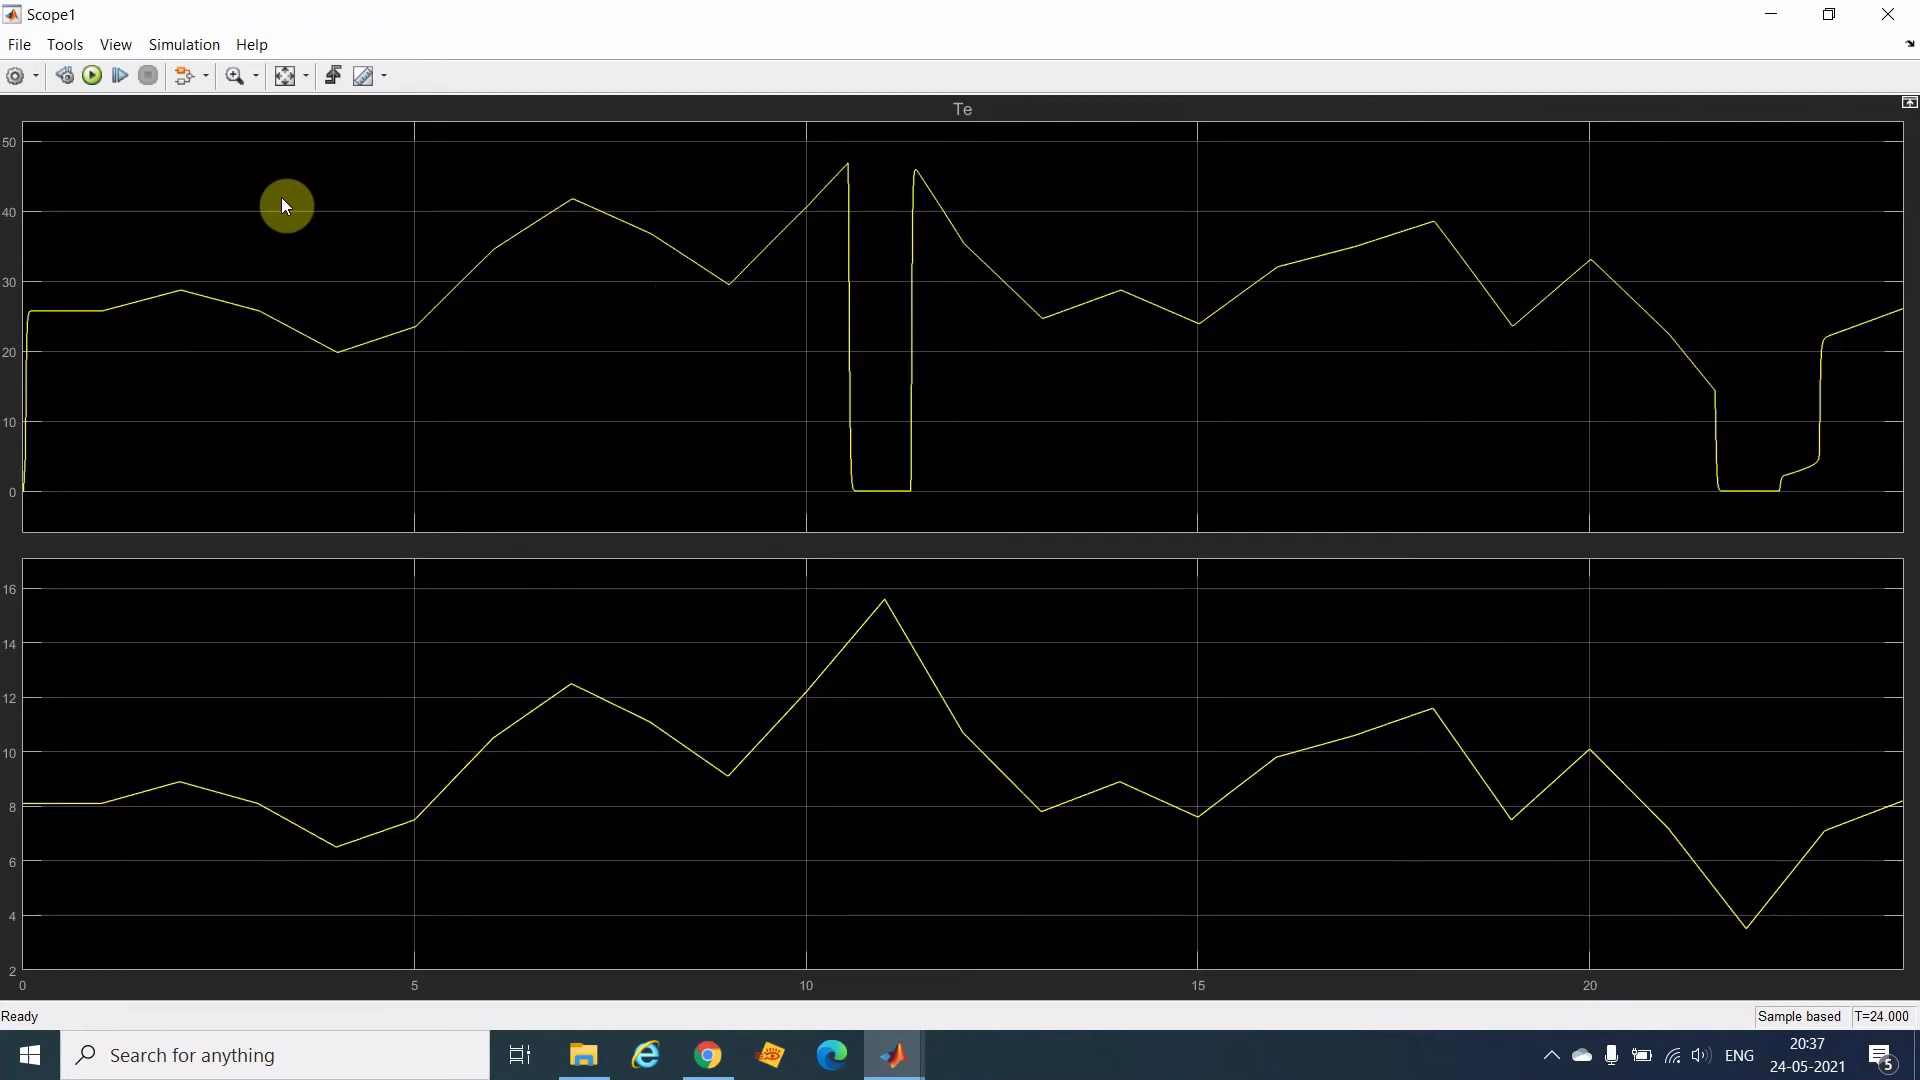 Scope1
File Tools View Simulation Help
Te
50
40
30
20
10
0
16
14
12
10
8
6
4
2
0 5 10 15 20
Ready
Sample based T=24.000
Search for anything
ENG
20:37
24-05-2021
5